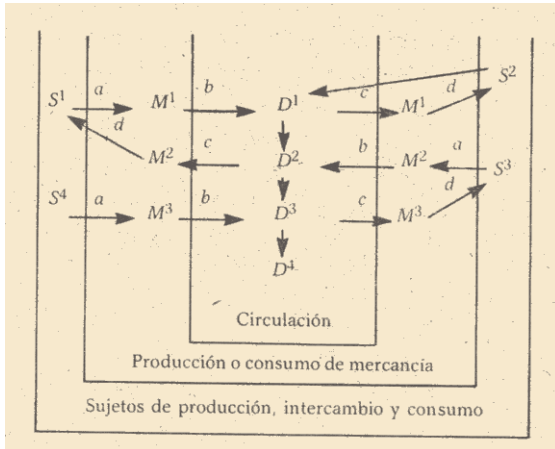 S² 
S¹ a M¹ b D¹ c M¹ d
d M² c D² b M² a S³
S⁴ a M³ b D³ c M³ d
D⁴
Circulación
Producción o consumo de mercancía
Sujetos de producción, intercambio y consumo